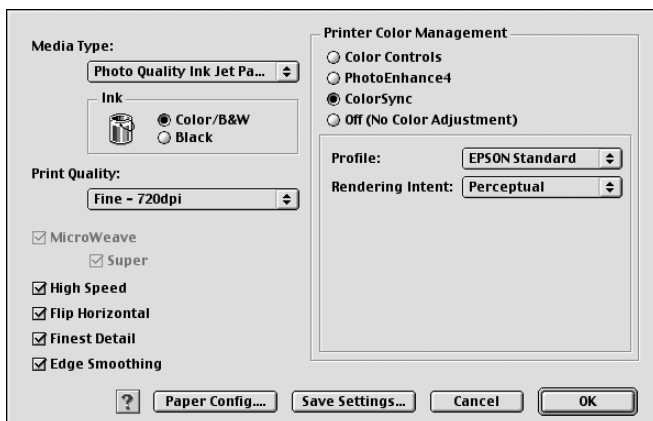 Media Type:
Photo Quality Ink Jet Pa...
Ink
Color/B&W
Black
Print Quality:
Fine - 720dpi
MicroWeave
Super
High Speed
Flip Horizontal
Finest Detail
Edge Smoothing
Printer Color Management
Color Controls
PhotoEnhance4
ColorSync
Off (No Color Adjustment)
Profile: EPSON Standard
Rendering Intent: Perceptual
? Paper Config.... Save Settings... Cancel OK